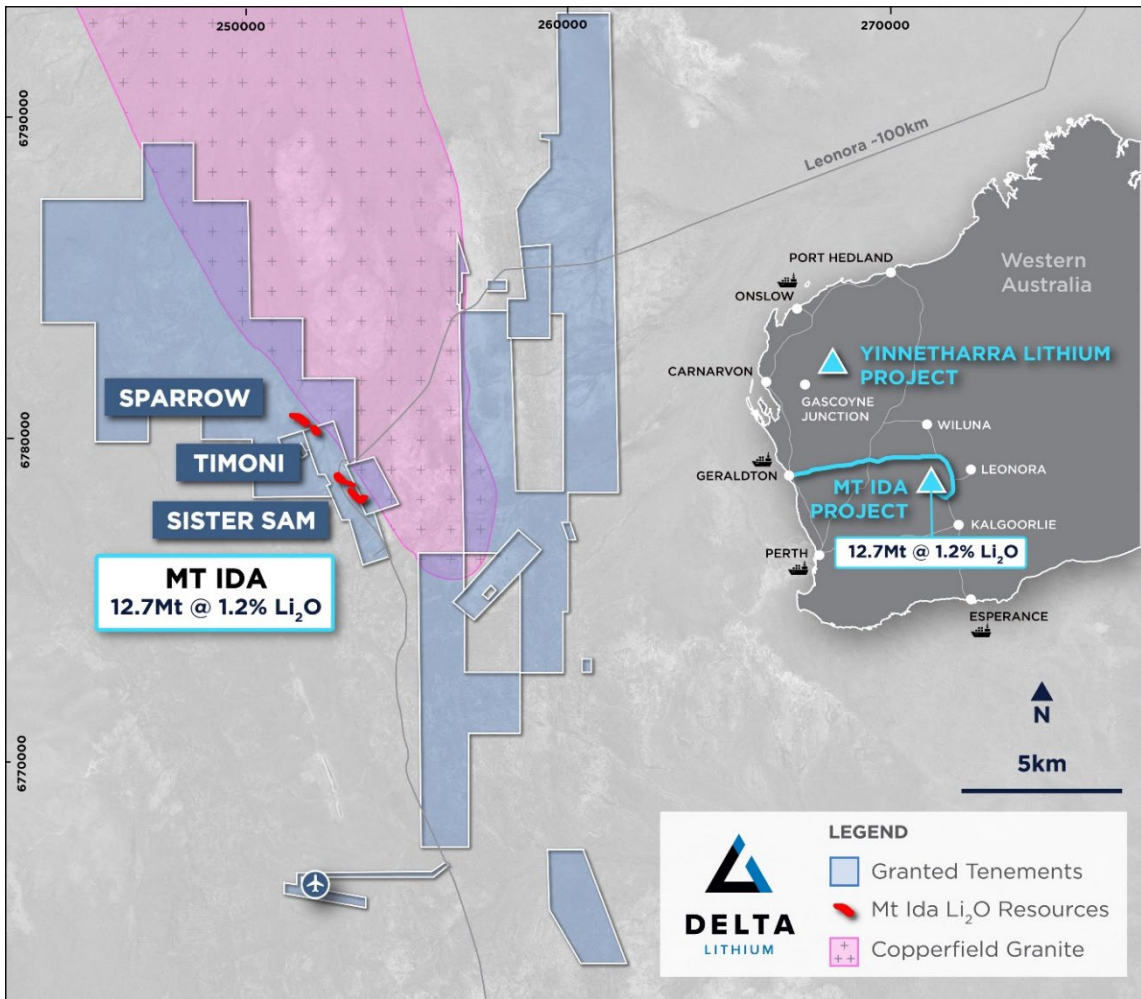 250000
260000
270000
6790000
6780000
6770000
Leonora ~100km
SPARROW
TIMONI
SISTER SAM
MT IDA
12.7Mt @ 1.2% Li₂O
Western
Australia
PORT HEDLAND
ONSLOW
YINNETHARRA LITHIUM
PROJECT
CARNARVON
GASCOYNE
JUNCTION
WILUNA
GERALDTON
LEONORA
MT IDA
PROJECT
KALGOORLIE
12.7Mt @ 1.2% Li₂O
PERTH
ESPERANCE
N
5km
DELTA
LITHIUM
LEGEND
Granted Tenements
Mt Ida Li₂O Resources
Copperfield Granite